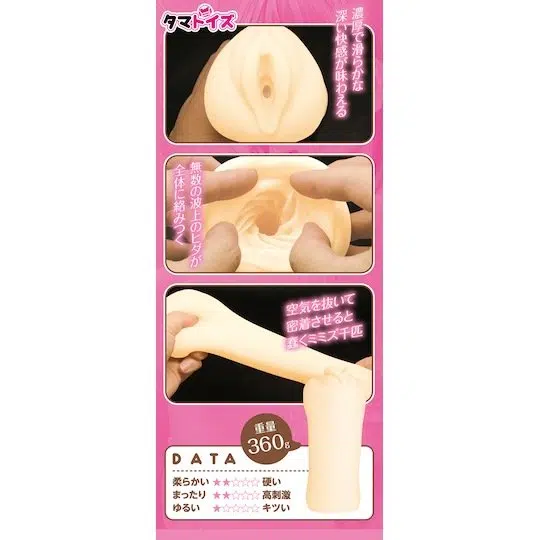 タマトイズ
濃厚で滑らかな
深い快感が味わえる
無数の波上のヒダが
全体に絡みつく
空気を抜いて
密着させると
蠢くミミズ千匹
重量
360g
DATA
柔らかい ★★☆☆☆ 硬い
まったり ★★☆☆☆ 高刺激
ゆるい ★☆☆☆☆ キツい